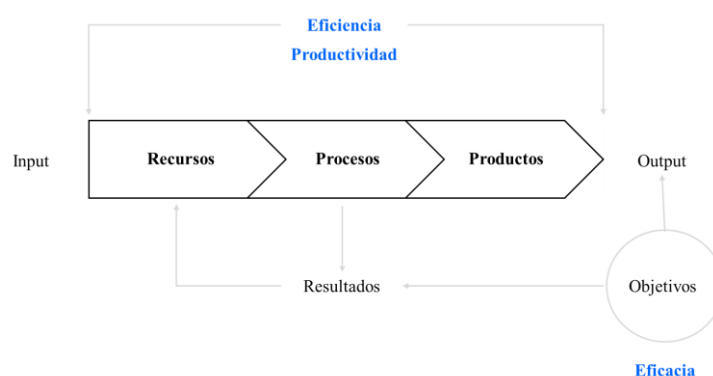 Eficiencia
Productividad
Input
Recursos
Procesos
Productos
Output
Resultados
Objetivos
Eficacia